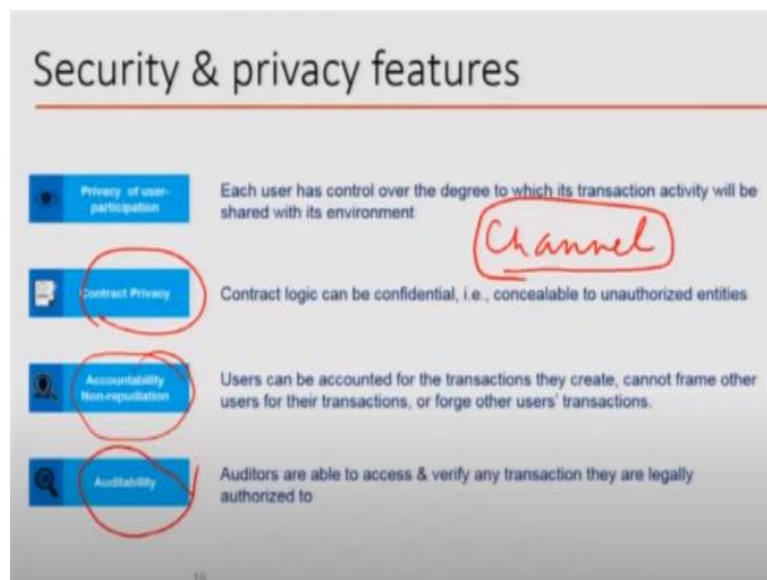 Security & privacy features
Privacy of user-
participation
Each user has control over the degree to which its transaction activity will be
shared with its environment
Channel
Contract Privacy
Contract logic can be confidential, i.e., concealable to unauthorized entities
Accountability
Non-repudiation
Users can be accounted for the transactions they create, cannot frame other
users for their transactions, or forge other users' transactions.
Auditability
Auditors are able to access & verify any transaction they are legally
authorized to